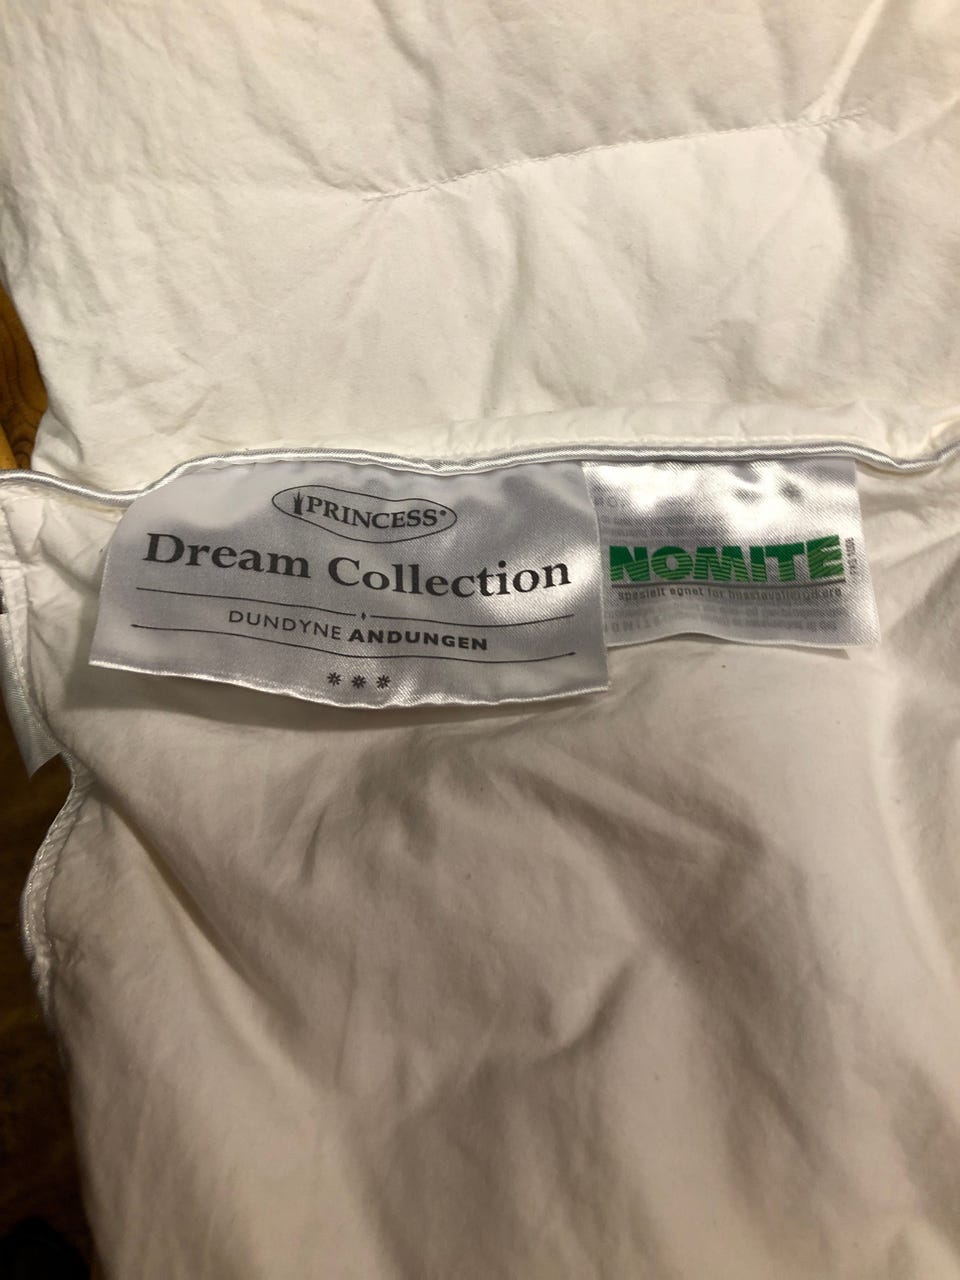 PRINCESS®
Dream Collection
DUNDYNE ANDUNGEN
***
NOMITE
spesielt egnet for husstøvallergikere